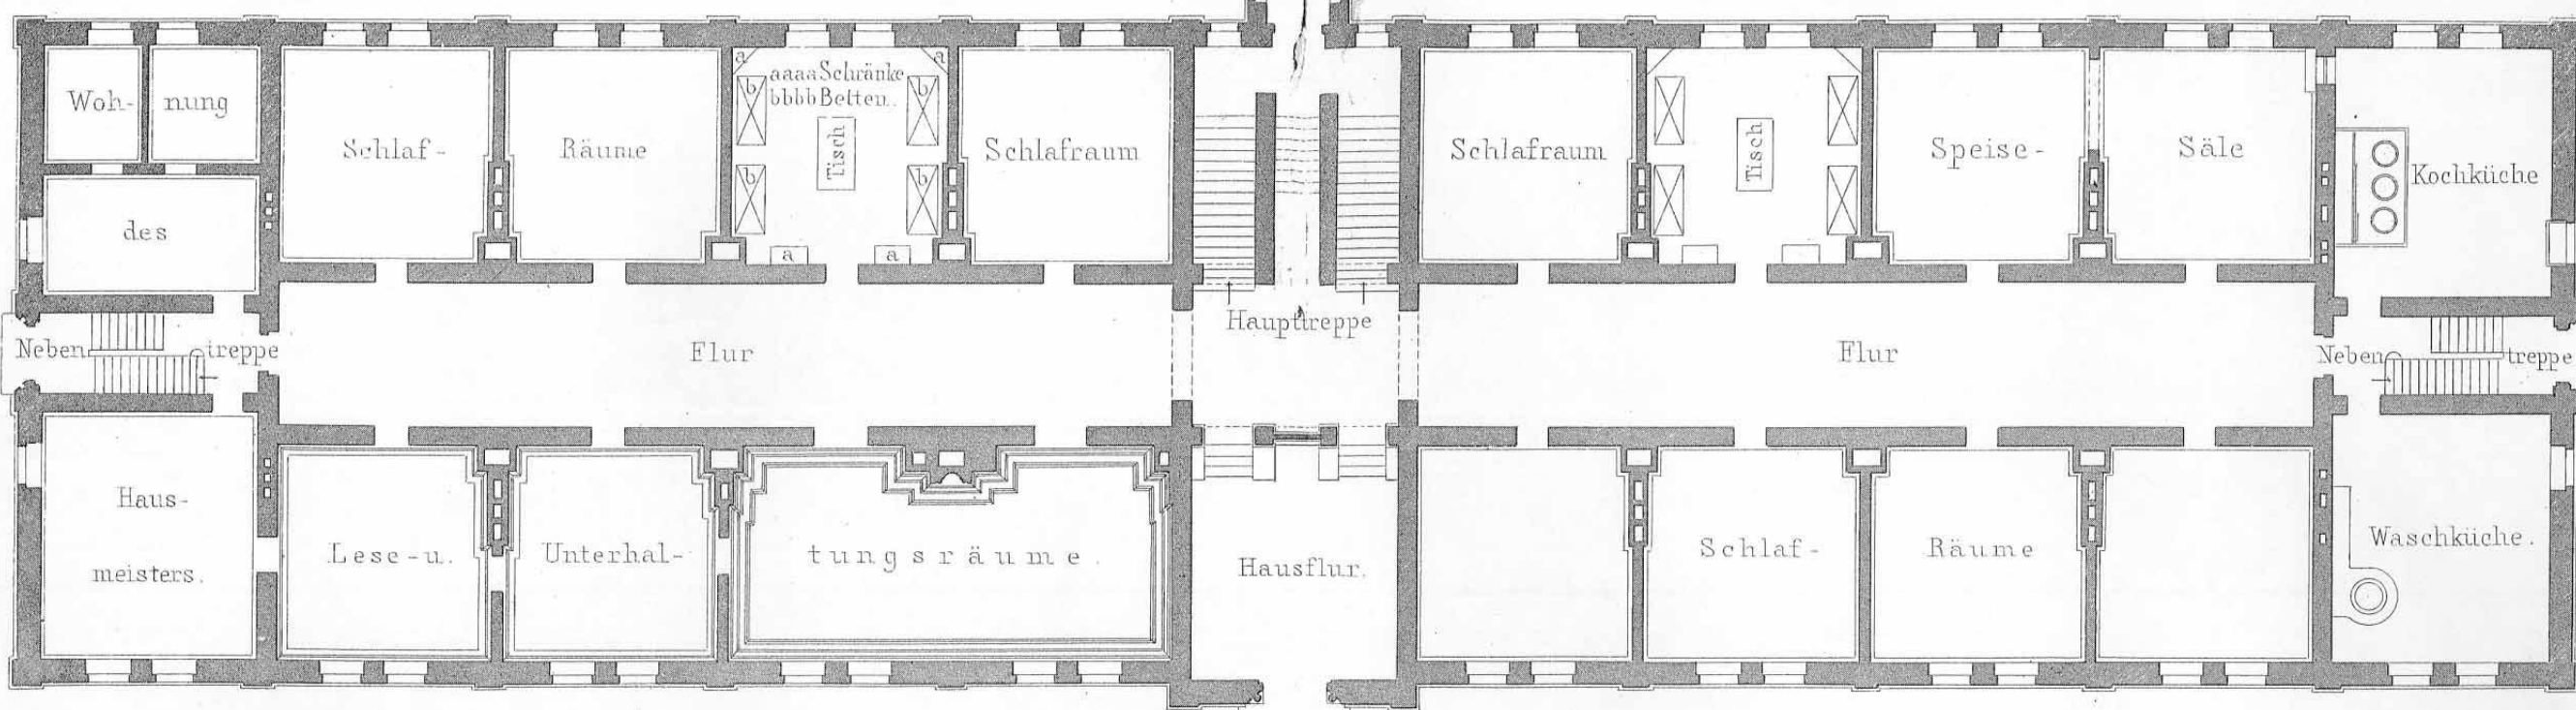 Woh- nung
des
Neben treppe
Haus-
meisters.
Schlaf- Räume
a a
aaaa Schränke
bbbb Betten.
b b
Tisch
b b
a a
Schlafraum
Flur
Lese-u. Unterhal- tungsräume.
Haupttreppe
Hausflur.
Schlafraum
Tisch
Speise- Säle
Kochküche
Flur
Neben treppe
Schlaf- Räume
Waschküche.